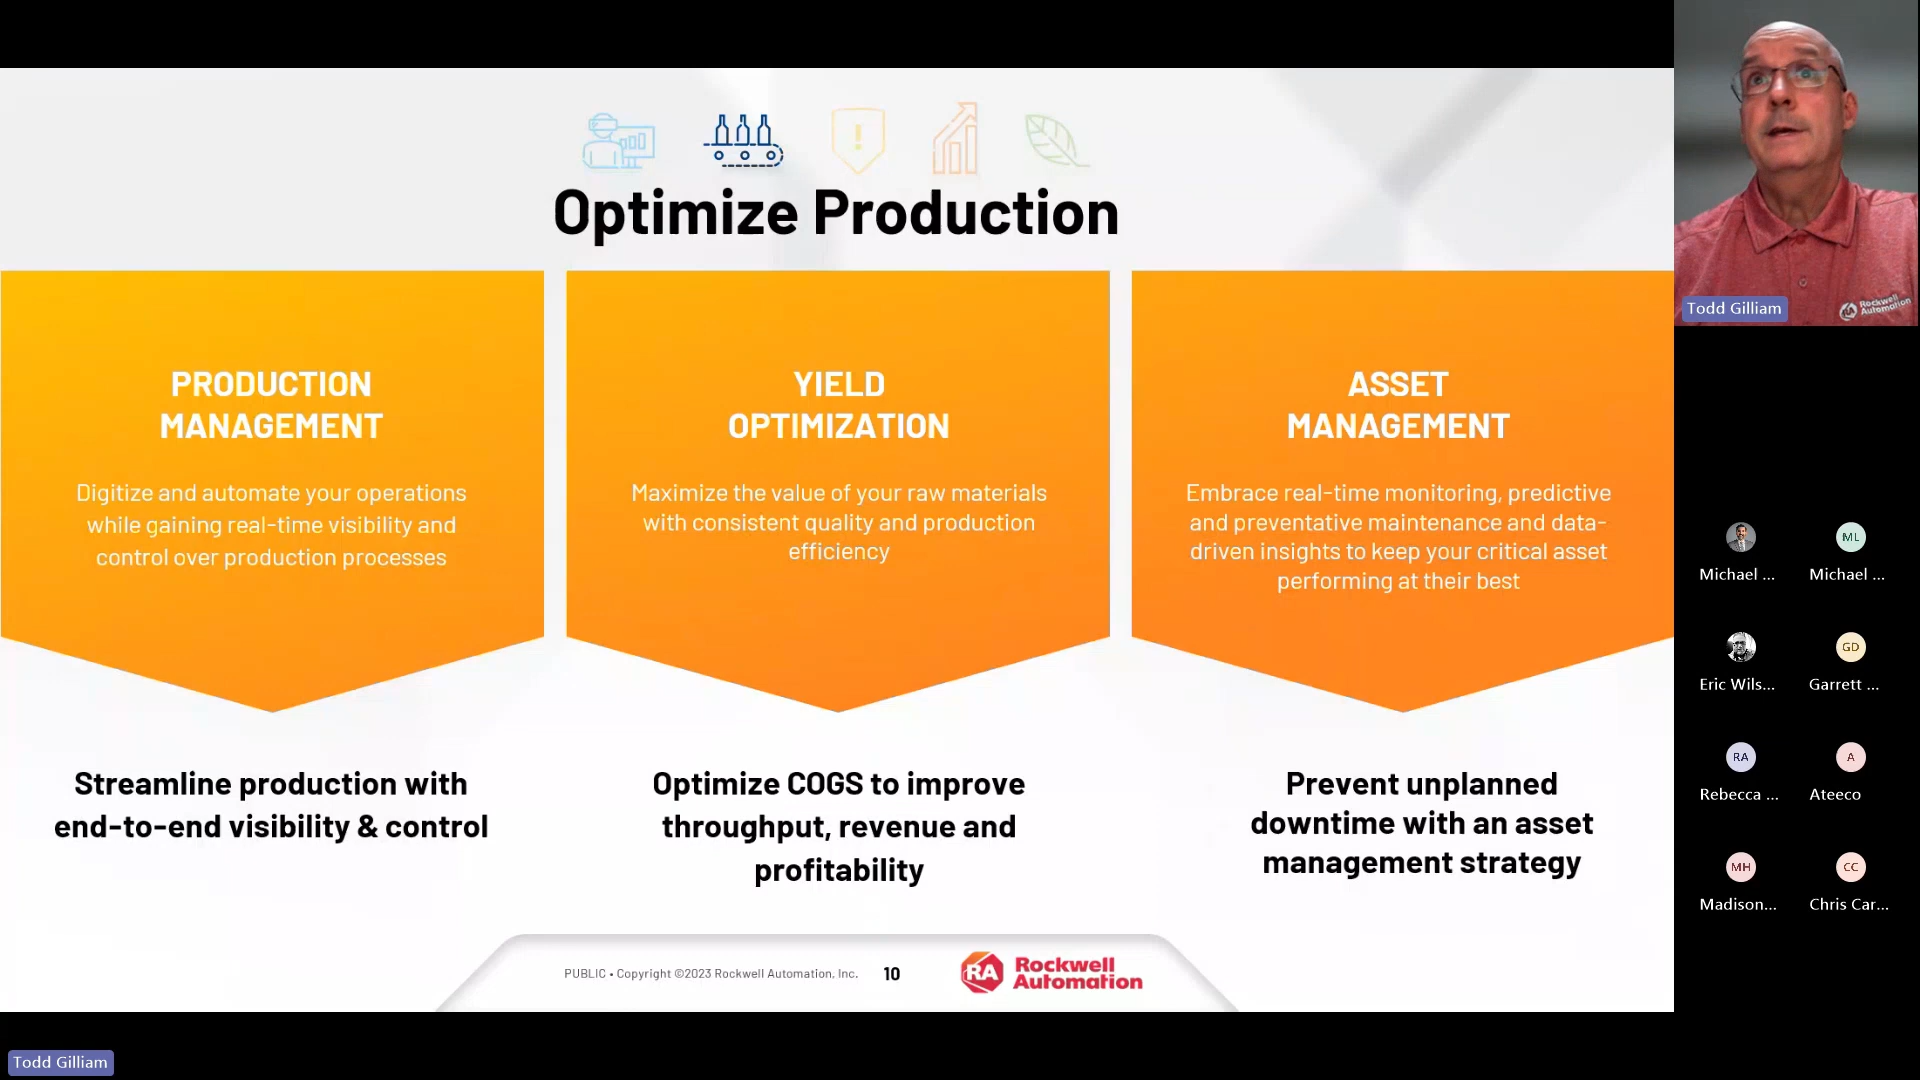 Optimize Production
PRODUCTION
MANAGEMENT
Digitize and automate your operations
while gaining real-time visibility and
control over production processes
Streamline production with
end-to-end visibility & control
YIELD
OPTIMIZATION
Maximize the value of your raw materials
with consistent quality and production
efficiency
Optimize COGS to improve
throughput, revenue and
profitability
ASSET
MANAGEMENT
Embrace real-time monitoring, predictive
and preventative maintenance and data-
driven insights to keep your critical asset
performing at their best
Prevent unplanned
downtime with an asset
management strategy
PUBLIC • Copyright ©2023 Rockwell Automation, Inc.
10
RA
Rockwell
Automation
Todd Gilliam
Rockwell
Automation
Todd Gilliam
Michael ...
ML
Michael ...
Eric Wils...
GD
Garrett ...
RA
Rebecca ...
A
Ateeco
MH
Madison...
CC
Chris Car...